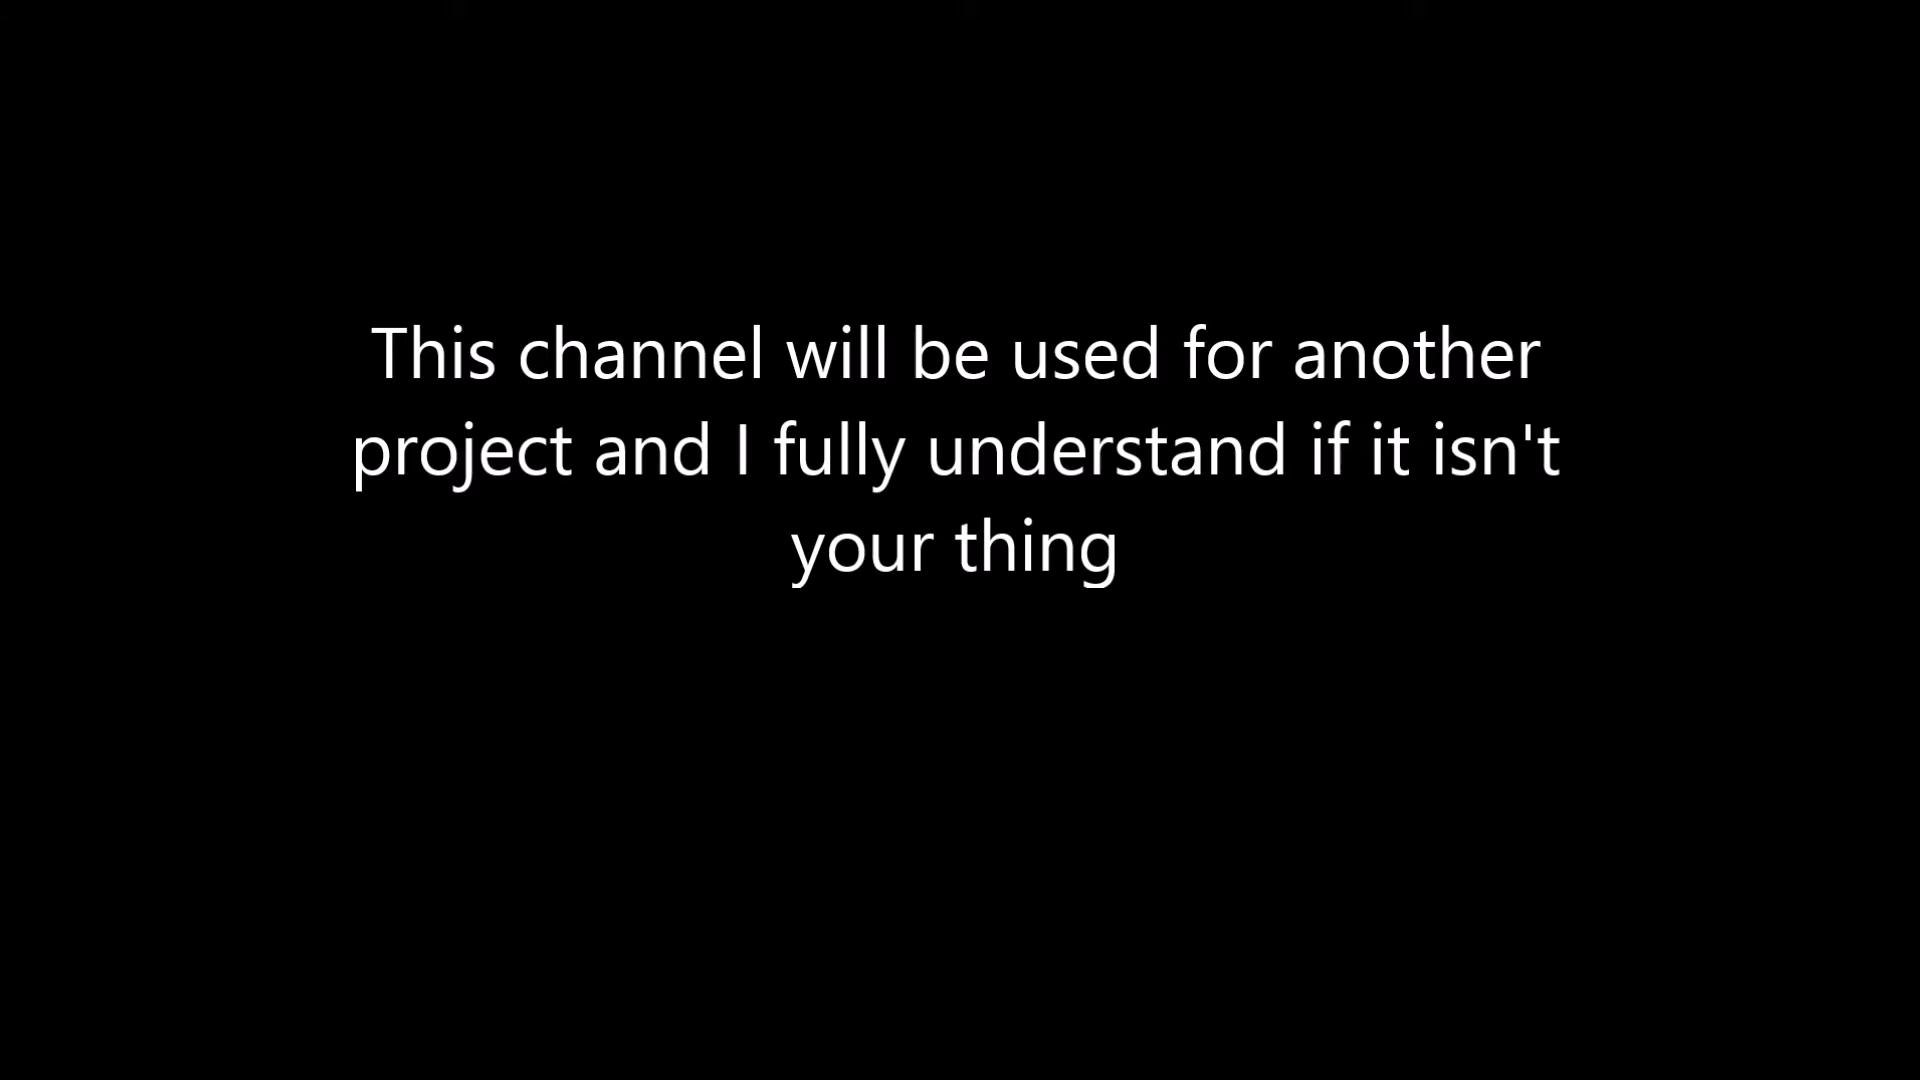 This channel will be used for another
project and I fully understand if it isn't
your thing